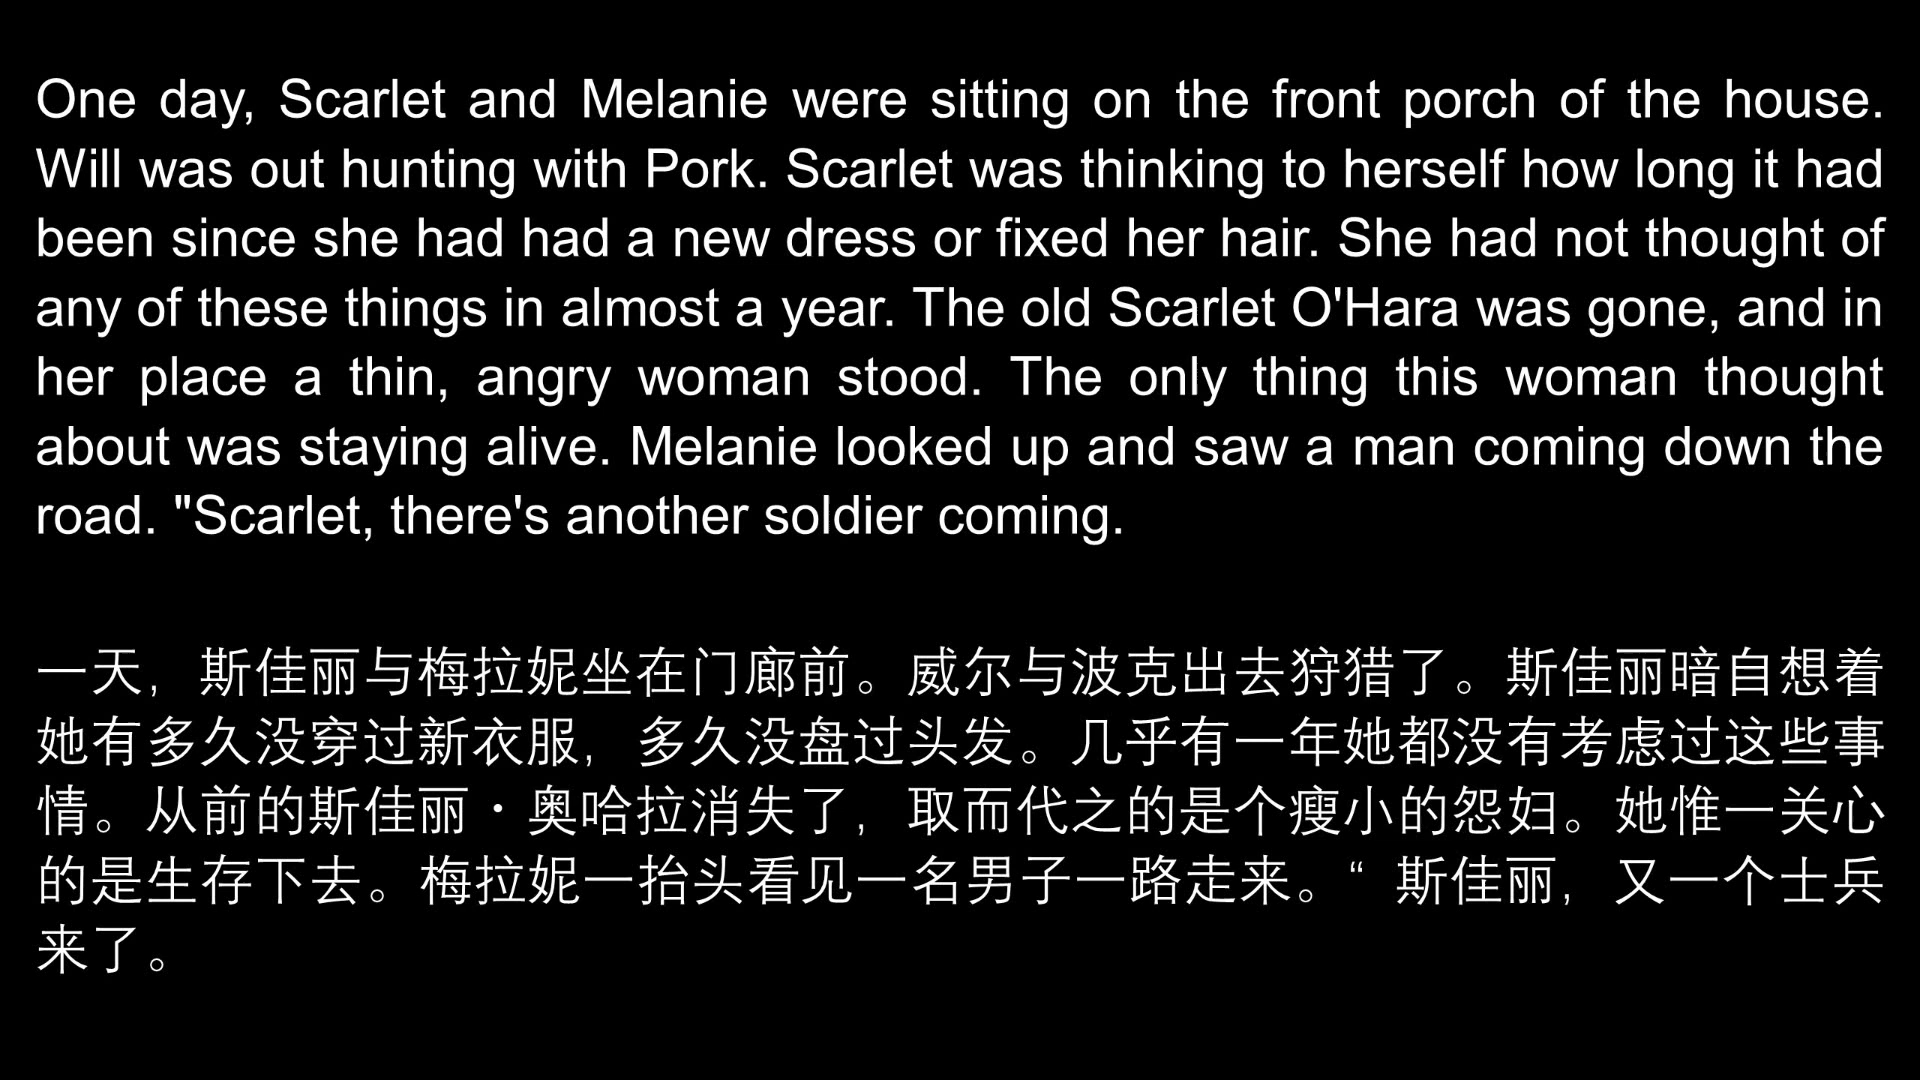 One day, Scarlet and Melanie were sitting on the front porch of the house.
Will was out hunting with Pork. Scarlet was thinking to herself how long it had
been since she had had a new dress or fixed her hair. She had not thought of
any of these things in almost a year. The old Scarlet O'Hara was gone, and in
her place a thin, angry woman stood. The only thing this woman thought
about was staying alive. Melanie looked up and saw a man coming down the
road. "Scarlet, there's another soldier coming.
一天，斯佳丽与梅拉妮坐在门廊前。威尔与波克出去狩猎了。斯佳丽暗自想着
她有多久没穿过新衣服，多久没盘过头发。几乎有一年她都没有考虑过这些事
情。从前的斯佳丽·奥哈拉消失了，取而代之的是个瘦小的怨妇。她惟一关心
的是生存下去。梅拉妮一抬头看见一名男子一路走来。“斯佳丽，又一个士兵
来了。